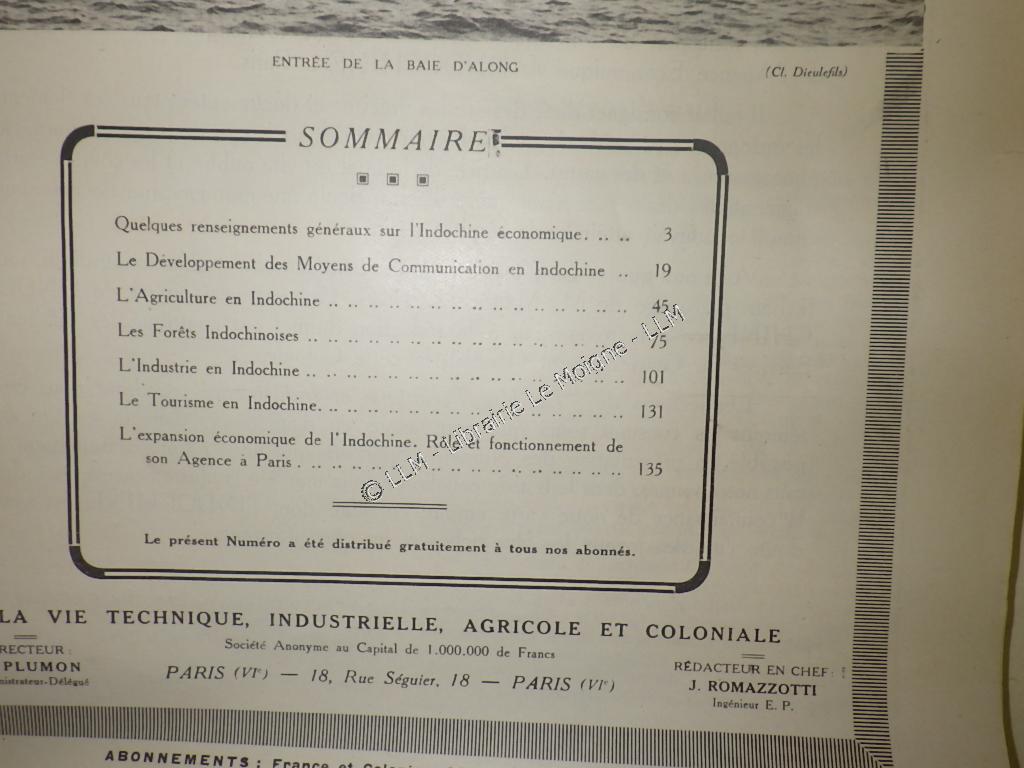 ENTRÉE DE LA BAIE D'ALONG
(Cl. Dieulefils)
SOMMAIRE
Quelques renseignements généraux sur l'Indochine économique. .. .. 3
Le Développement des Moyens de Communication en Indochine .. 19
L'Agriculture en Indochine .. .. .. .. .. .. .. .. .. .. .. .. .. .. .. 45
Les Forêts Indochinoises .. .. .. .. .. .. .. .. .. .. .. .. .. .. .. .. 75
L'Industrie en Indochine .. .. .. .. .. .. .. .. .. .. .. .. .. .. .. .. 101
Le Tourisme en Indochine. .. .. .. .. .. .. .. .. .. .. .. .. .. .. .. 131
L'expansion économique de l'Indochine. Rôle et fonctionnement de
son Agence à Paris . .. .. .. .. .. .. .. .. .. .. .. .. .. .. .. .. 135
© LLM - Librairie Le Moigne - LLM
Le présent Numéro a été distribué gratuitement à tous nos abonnés.
LA VIE TECHNIQUE, INDUSTRIELLE, AGRICOLE ET COLONIALE
RECTEUR :
PLUMON
nistrateur-Délégué
Société Anonyme au Capital de 1.000.000 de Francs
PARIS (VIe) — 18, Rue Séguier, 18 — PARIS (VIe)
RÉDACTEUR EN CHEF :
J. ROMAZZOTTI
Ingénieur E. P.
ABONNEMENTS : France et